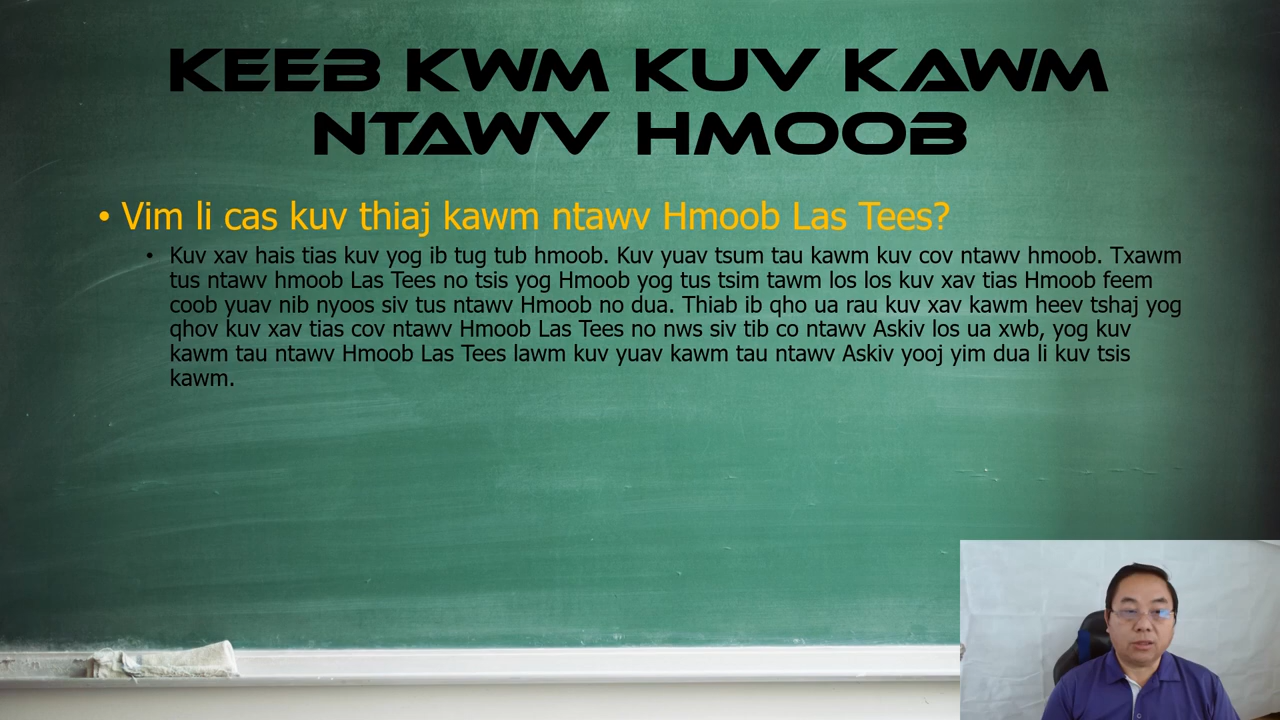 KEEB KWM KUV KAWM
NTAWV HMOOB
• Vim li cas kuv thiaj kawm ntawv Hmoob Las Tees?
• Kuv xav hais tias kuv yog ib tug tub hmoob. Kuv yuav tsum tau kawm kuv cov ntawv hmoob. Txawm
tus ntawv hmoob Las Tees no tsis yog Hmoob yog tus tsim tawm los los kuv xav tias Hmoob feem
coob yuav nib nyoos siv tus ntawv Hmoob no dua. Thiab ib qho ua rau kuv xav kawm heev tshaj yog
qhov kuv xav tias cov ntawv Hmoob Las Tees no nws siv tib co ntawv Askiv los ua xwb, yog kuv
kawm tau ntawv Hmoob Las Tees lawm kuv yuav kawm tau ntawv Askiv yooj yim dua li kuv tsis
kawm.